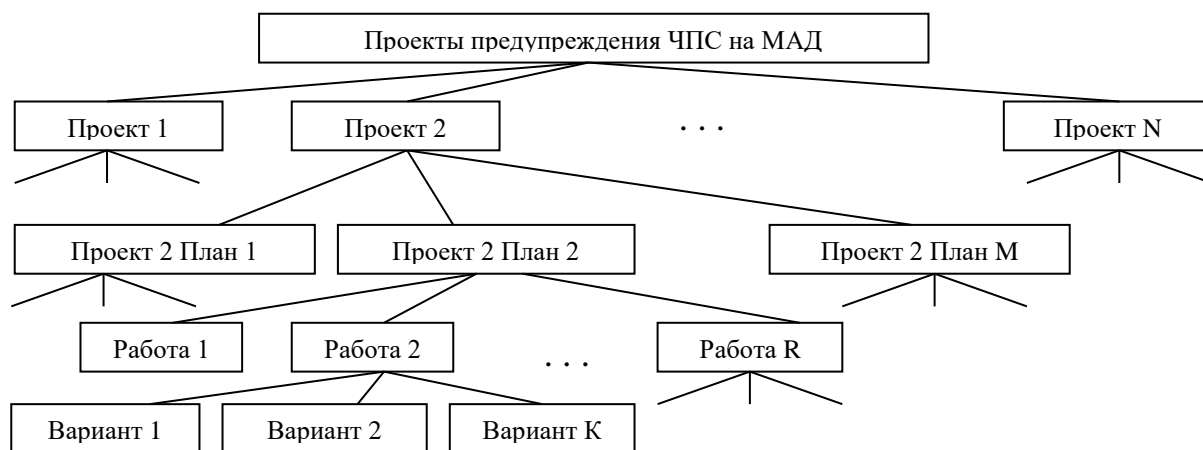 Проекты предупреждения ЧПС на МАД
Проект 1
Проект 2
. . .
Проект N
Проект 2 План 1
Проект 2 План 2
Проект 2 План М
Работа 1
Работа 2
. . .
Работа R
Вариант 1
Вариант 2
Вариант К